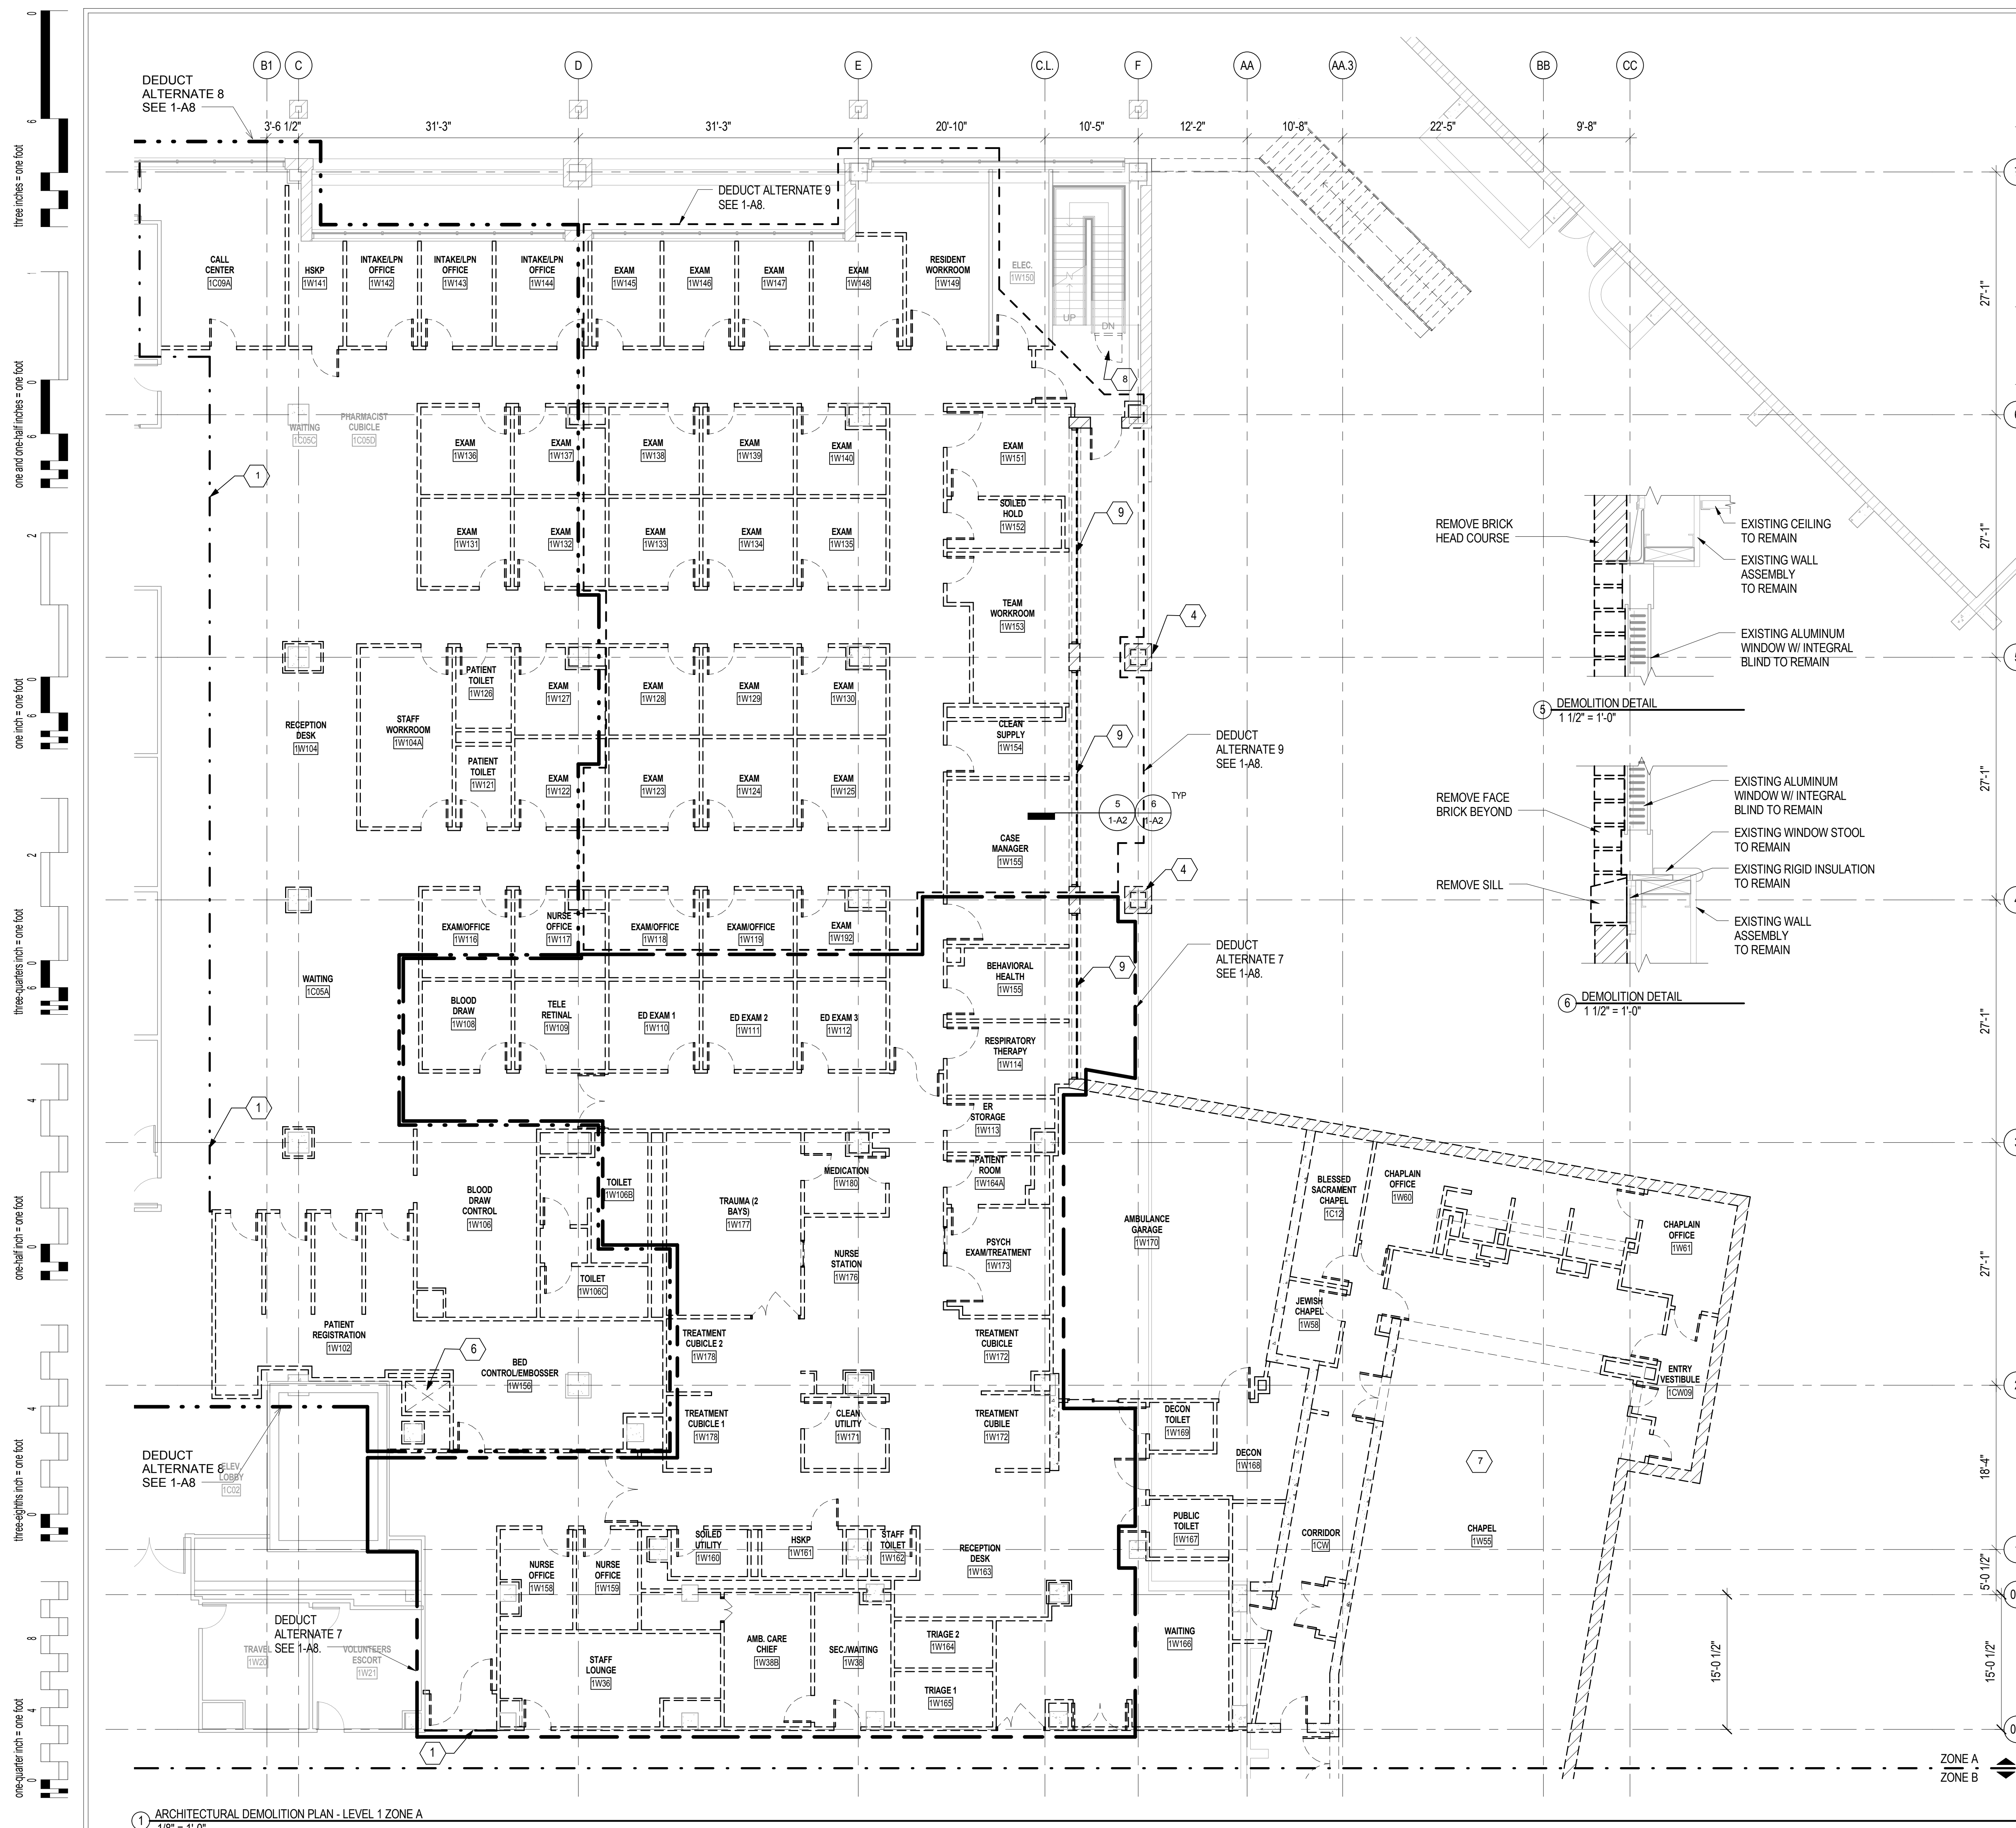 B1
C
D
E
C.L.
F
AA
AA.3
BB
CC
DEDUCT
ALTERNATE 8
SEE 1-A8
3'-6 1/2"
31'-3"
31'-3"
20'-10"
10'-5"
12'-2"
10'-8"
22'-5"
9'-8"
DEDUCT ALTERNATE 9
SEE 1-A8.
CALL
CENTER
1C09A
HSKP
1W141
INTAKE/LPN
OFFICE
1W142
INTAKE/LPN
OFFICE
1W143
INTAKE/LPN
OFFICE
1W144
EXAM
1W145
EXAM
1W146
EXAM
1W147
EXAM
1W148
RESIDENT
WORKROOM
1W149
ELEC.
1W150
UP
DN
8
WAITING
1C05C
PHARMACIST
CUBICLE
1C05D
1
EXAM
1W136
EXAM
1W137
EXAM
1W138
EXAM
1W139
EXAM
1W140
EXAM
1W151
SOILED
HOLD
1W152
9
EXAM
1W131
EXAM
1W132
EXAM
1W133
EXAM
1W134
EXAM
1W135
TEAM
WORKROOM
1W153
4
RECEPTION
DESK
1W104
STAFF
WORKROOM
1W104A
PATIENT
TOILET
1W126
EXAM
1W127
EXAM
1W128
EXAM
1W129
EXAM
1W130
CLEAN
SUPPLY
1W154
9
DEDUCT
ALTERNATE 9
SEE 1-A8.
PATIENT
TOILET
1W121
EXAM
1W122
EXAM
1W123
EXAM
1W124
EXAM
1W125
5
1-A2
6
1-A2
TYP
CASE
MANAGER
1W155
4
EXAM/OFFICE
1W116
NURSE
OFFICE
1W117
EXAM/OFFICE
1W118
EXAM/OFFICE
1W119
EXAM
1W192
DEDUCT
ALTERNATE 7
SEE 1-A8.
WAITING
1C05A
BEHAVIORAL
HEALTH
1W155
9
BLOOD
DRAW
1W108
TELE
RETINAL
1W109
ED EXAM 1
1W110
ED EXAM 2
1W111
ED EXAM 3
1W112
RESPIRATORY
THERAPY
1W114
1
ER
STORAGE
1W113
BLOOD
DRAW
CONTROL
1W106
TOILET
1W106B
TRAUMA (2
BAYS)
1W177
MEDICATION
1W180
PATIENT
ROOM
1W164A
NURSE
STATION
1W176
PSYCH
EXAM/TREATMENT
1W173
AMBULANCE
GARAGE
1W170
BLESSED
SACRAMENT
CHAPEL
1C12
CHAPLAIN
OFFICE
1W60
CHAPLAIN
OFFICE
1W61
TOILET
1W106C
JEWISH
CHAPEL
1W58
PATIENT
REGISTRATION
1W102
6
BED
CONTROL/EMBOSSER
1W156
TREATMENT
CUBICLE 2
1W178
TREATMENT
CUBICLE
1W172
ENTRY
VESTIBULE
1CW09
TREATMENT
CUBICLE 1
1W178
CLEAN
UTILITY
1W171
TREATMENT
CUBILE
1W172
DECON
TOILET
1W169
DECON
1W168
7
DEDUCT
ALTERNATE 8
SEE 1-A8
ELEV.
LOBBY
1C02
NURSE
OFFICE
1W158
NURSE
OFFICE
1W159
SOILED
UTILITY
1W160
HSKP
1W161
STAFF
TOILET
1W162
RECEPTION
DESK
1W163
PUBLIC
TOILET
1W167
CORRIDOR
1CW
CHAPEL
1W55
DEDUCT
ALTERNATE 7
SEE 1-A8.
TRAVEL
1W20
VOLUNTEERS
ESCORT
1W21
STAFF
LOUNGE
1W36
AMB. CARE
CHIEF
1W38B
SEC./WAITING
1W38
TRIAGE 2
1W164
TRIAGE 1
1W165
WAITING
1W166
1
REMOVE BRICK
HEAD COURSE
EXISTING CEILING
TO REMAIN
EXISTING WALL
ASSEMBLY
TO REMAIN
EXISTING ALUMINUM
WINDOW W/ INTEGRAL
BLIND TO REMAIN
5 DEMOLITION DETAIL
1 1/2" = 1'-0"
REMOVE FACE
BRICK BEYOND
REMOVE SILL
EXISTING ALUMINUM
WINDOW W/ INTEGRAL
BLIND TO REMAIN
EXISTING WINDOW STOOL
TO REMAIN
EXISTING RIGID INSULATION
TO REMAIN
EXISTING WALL
ASSEMBLY
TO REMAIN
6 DEMOLITION DETAIL
1 1/2" = 1'-0"
27'-1"
27'-1"
27'-1"
27'-1"
27'-1"
18'-4"
5'-0 1/2"
15'-0 1/2"
15'-0 1/2"
ZONE A
ZONE B
1 ARCHITECTURAL DEMOLITION PLAN - LEVEL 1 ZONE A
1/8" = 1'-0"
three inches = one foot
one and one-half inches = one foot
one inch = one foot
three-quarters inch = one foot
one-half inch = one foot
three-eighths inch = one foot
one-quarter inch = one foot